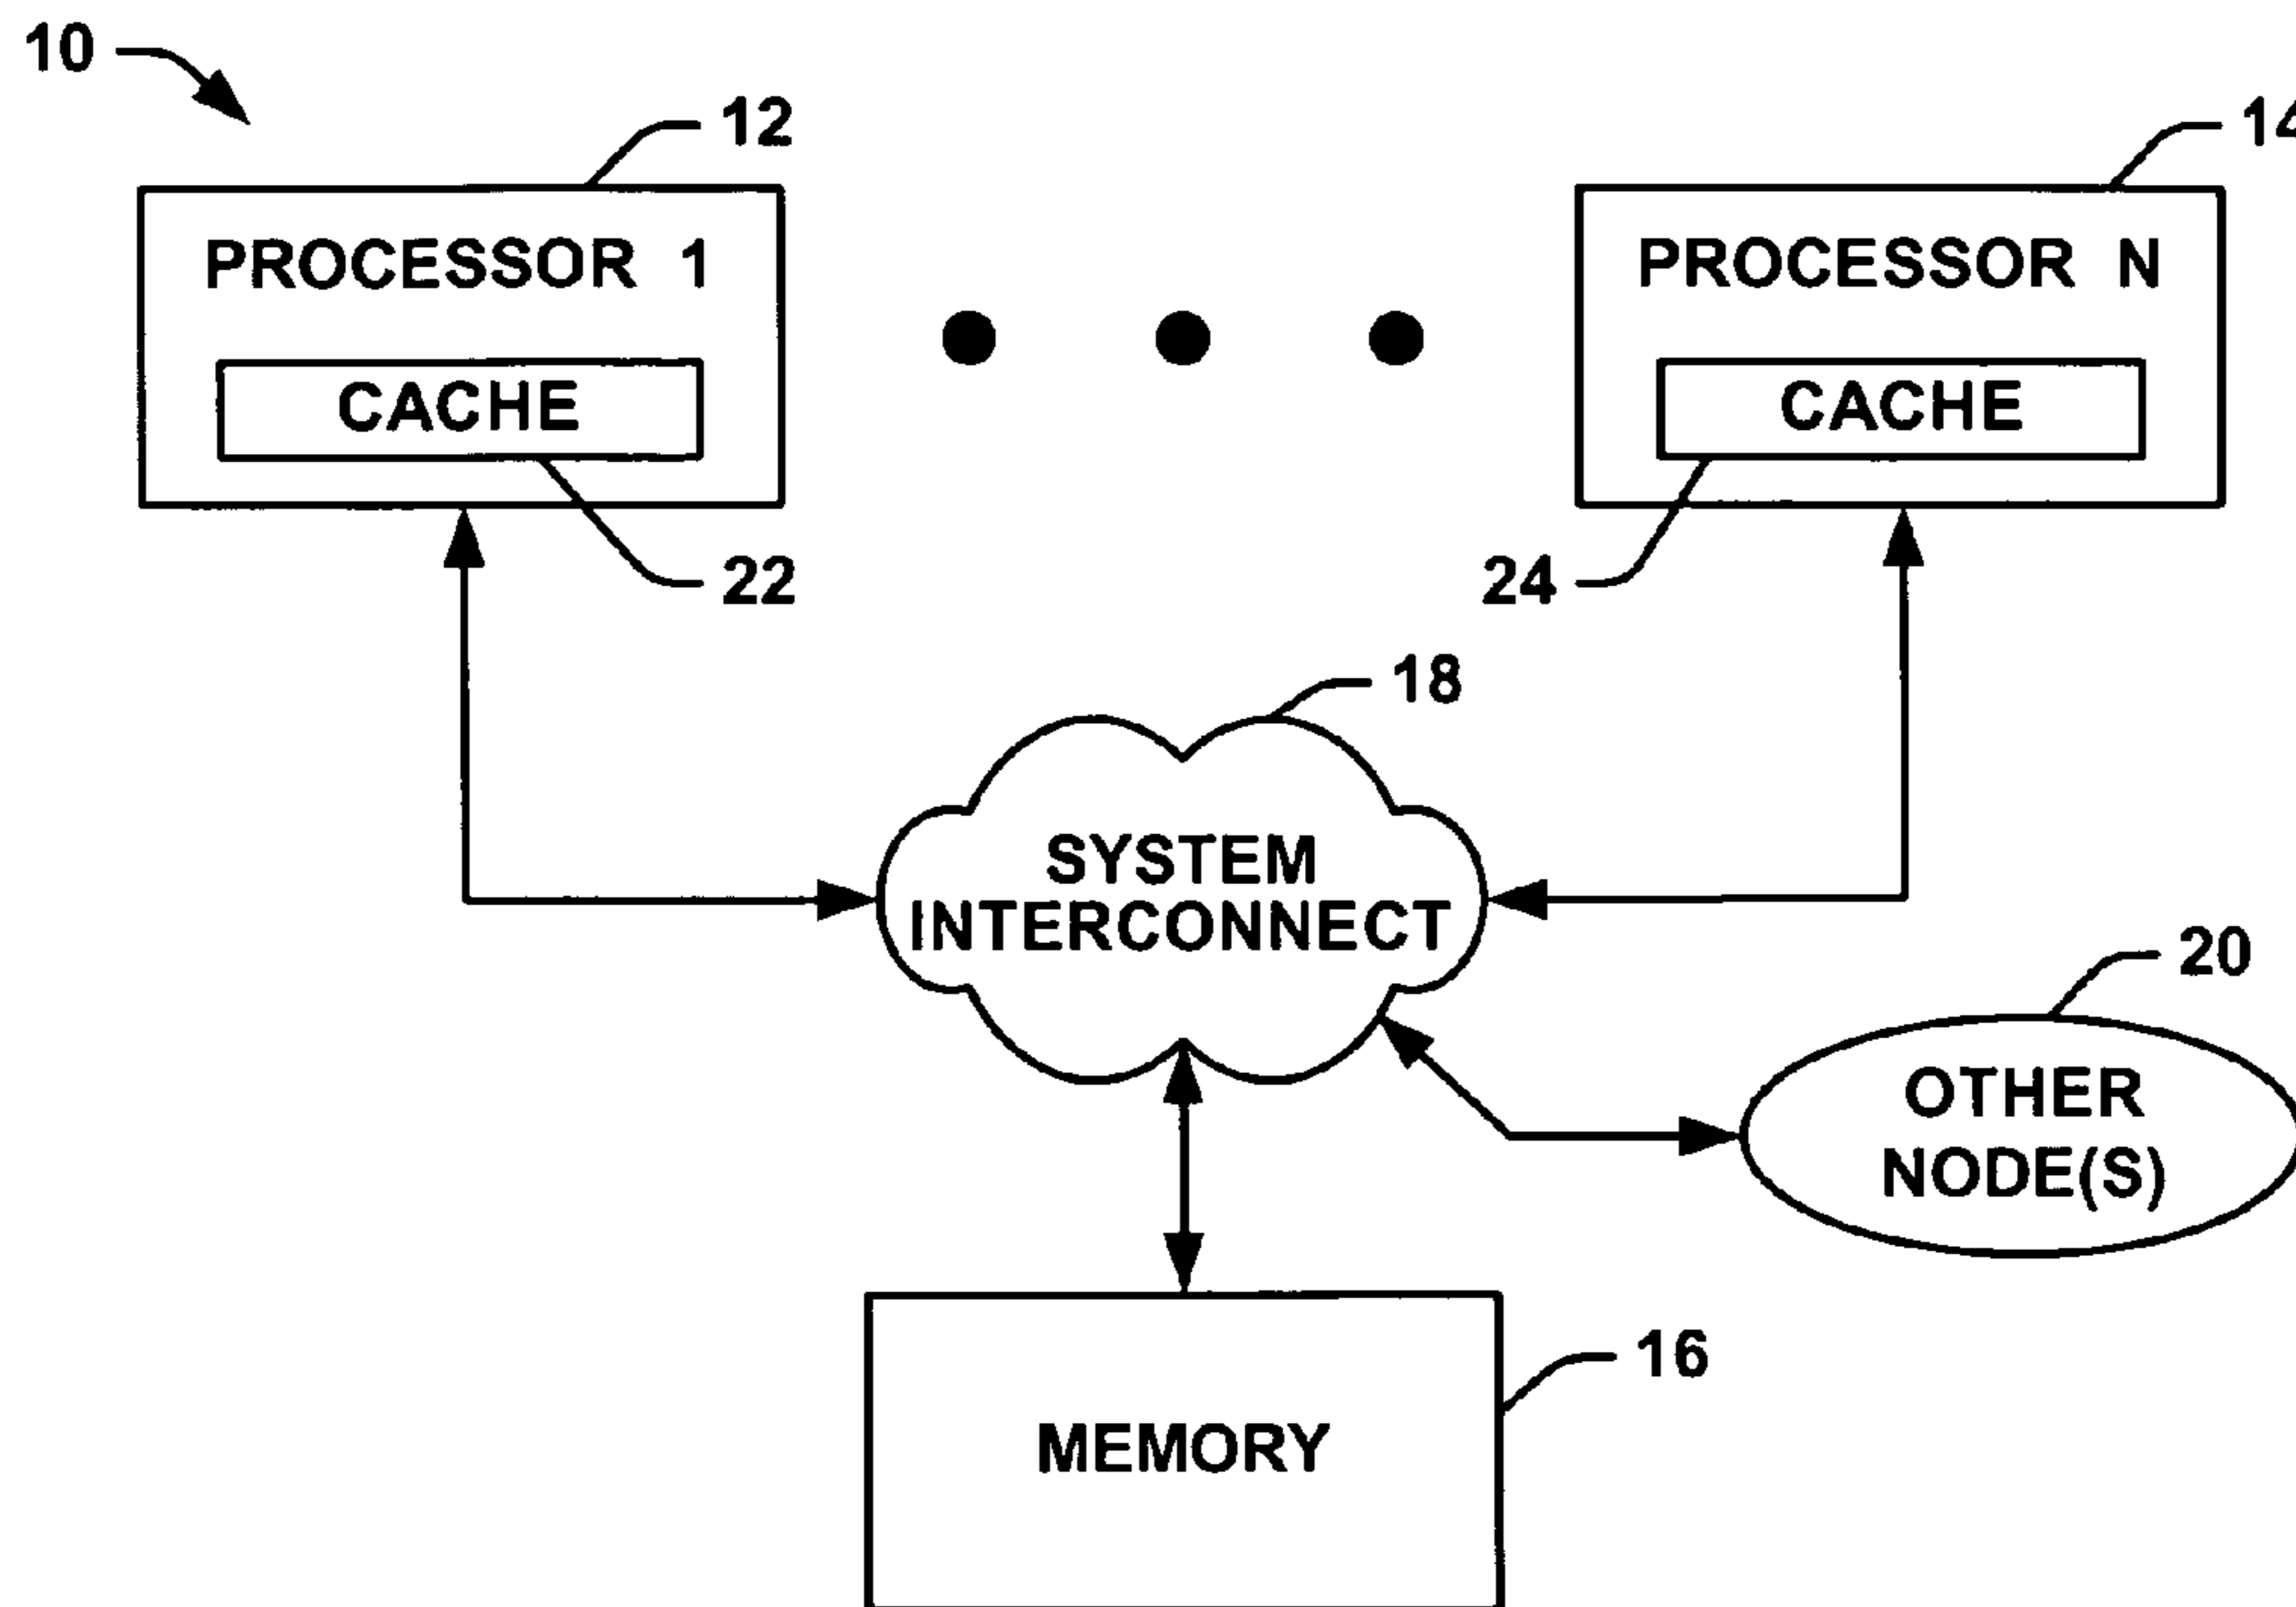 10
12
14
PROCESSOR 1
PROCESSOR N
CACHE
CACHE
22
24
18
SYSTEM
INTERCONNECT
20
OTHER
NODE(S)
16
MEMORY